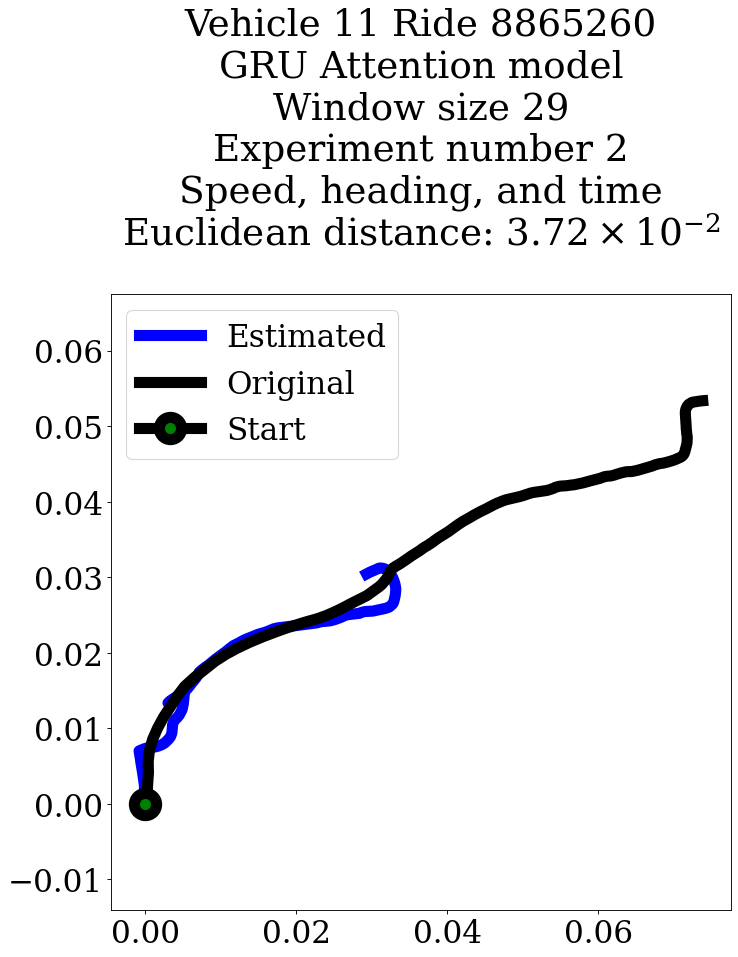 Vehicle 11 Ride 8865260
GRU Attention model
Window size 29
Experiment number 2
Speed, heading, and time
Euclidean distance: 3.72 × 10⁻²
Estimated
Original
Start
0.06
0.05
0.04
0.03
0.02
0.01
0.00
−0.01
0.00 0.02 0.04 0.06